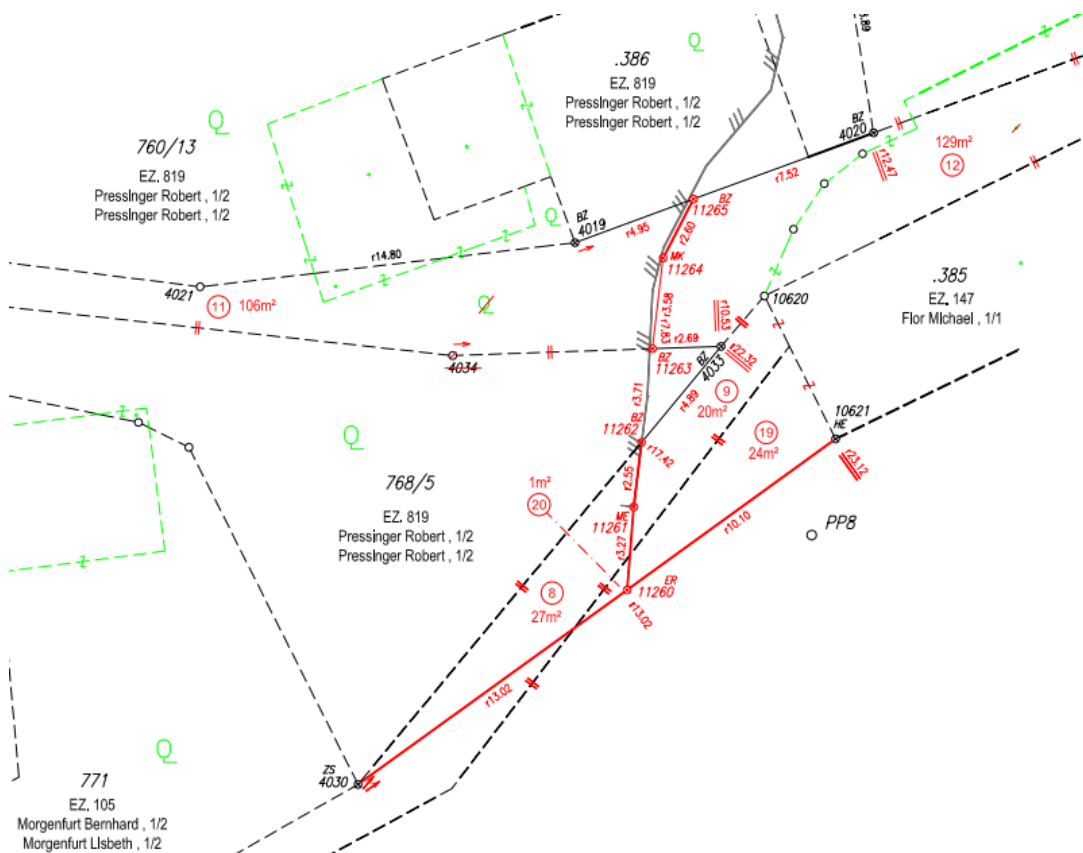 .386
EZ. 819
Pressinger Robert , 1/2
Pressinger Robert , 1/2
Q
.89
BZ
4020
129m²
12
r12.47
Q
760/13
EZ. 819
Pressinger Robert , 1/2
Pressinger Robert , 1/2
r7.52
BZ
11265
Q
BZ
4019
r4.95
r2.60
MK
11264
r14.80
4021
11
106m²
Q
.385
EZ. 147
Flor Michael , 1/1
10620
r10.53
r3.58
r17.83
r2.69
BZ
11263
4034
r22.32
BZ
4033
9
20m²
r4.89
r3.71
BZ
11262
r17.42
19
24m²
10621
HE
r23.12
Q
768/5
EZ. 819
Pressinger Robert , 1/2
Pressinger Robert , 1/2
1m²
20
r2.55
11261
r3.27
r10.10
PP8
ER
11260
r13.02
8
27m²
r13.02
Q
ZS
4030
771
EZ. 105
Morgenfurt Bernhard , 1/2
Morgenfurt Lisbeth , 1/2